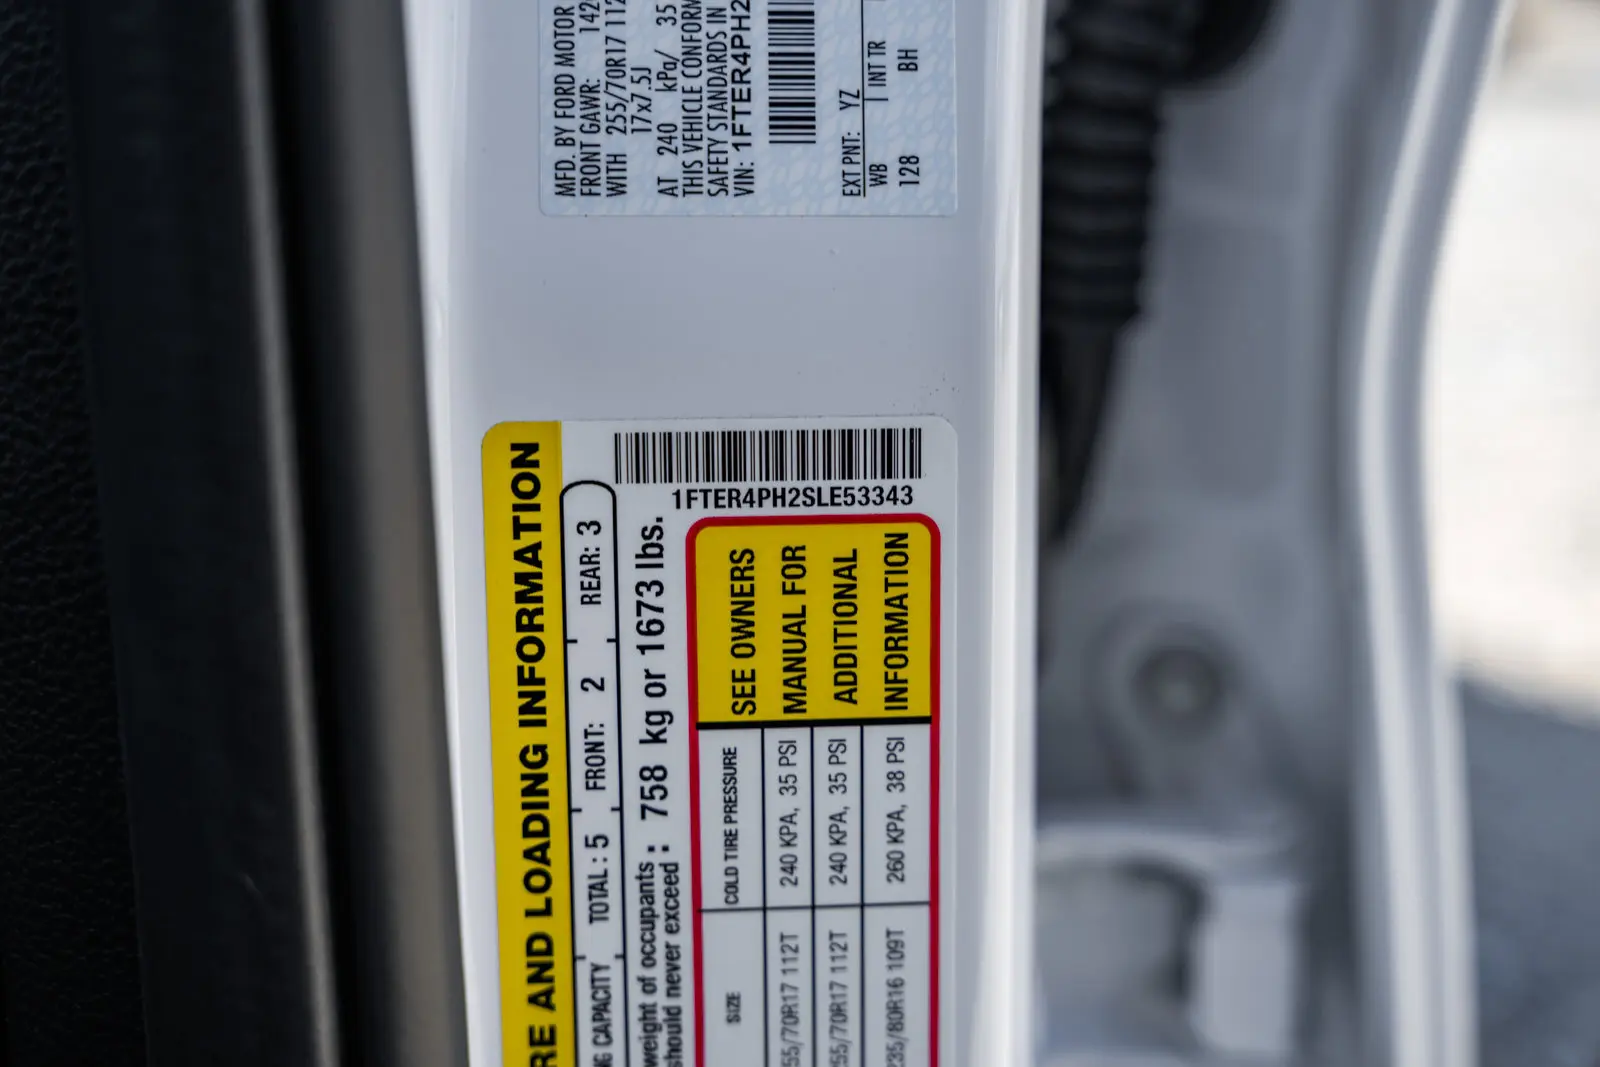 MFD. BY FORD MOTOR
FRONT GAWR:
WITH 255/70R17 112
17x7.5J
AT 240 kPa/ 35
THIS VEHICLE CONFORM
SAFETY STANDARDS IN
VIN: 1FTER4PH2
EXT PNT: YZ
WB INT TR
128 BH
1FTER4PH2SLE53343
RE AND LOADING INFORMATION
NG CAPACITY TOTAL : 5 FRONT: 2 REAR: 3
weight of occupants :
should never exceed : 758 kg or 1673 lbs.
SIZE COLD TIRE PRESSURE
55/70R17 112T 240 KPA, 35 PSI
255/70R17 112T 240 KPA, 35 PSI
235/80R16 109T 260 KPA, 38 PSI
SEE OWNERS
MANUAL FOR
ADDITIONAL
INFORMATION